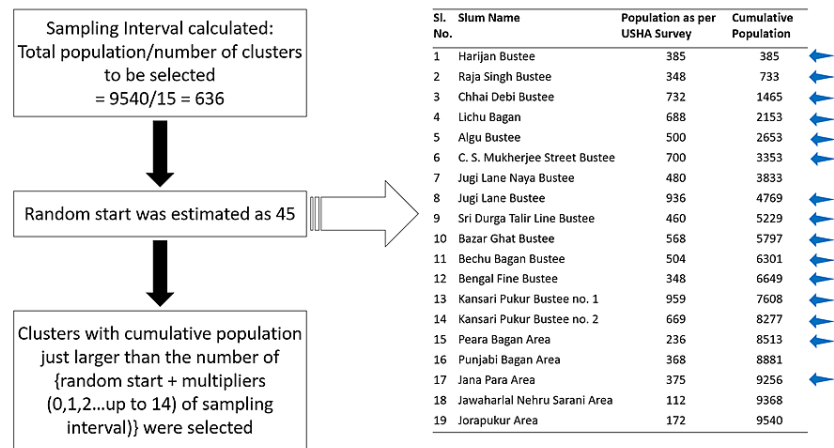 Sampling Interval calculated:
Total population/number of clusters
to be selected
= 9540/15 = 636
Random start was estimated as 45
Clusters with cumulative population
just larger than the number of
{random start + multipliers
(0,1,2...up to 14) of sampling
interval)} were selected
Sl. No. Slum Name Population as per USHA Survey Cumulative Population
1 Harijan Bustee 385 385
2 Raja Singh Bustee 348 733
3 Chhai Debi Bustee 732 1465
4 Lichu Bagan 688 2153
5 Algu Bustee 500 2653
6 C. S. Mukherjee Street Bustee 700 3353
7 Jugi Lane Naya Bustee 480 3833
8 Jugi Lane Bustee 936 4769
9 Sri Durga Talir Line Bustee 460 5229
10 Bazar Ghat Bustee 568 5797
11 Bechu Bagan Bustee 504 6301
12 Bengal Fine Bustee 348 6649
13 Kansari Pukur Bustee no. 1 959 7608
14 Kansari Pukur Bustee no. 2 669 8277
15 Peara Bagan Area 236 8513
16 Punjabi Bagan Area 368 8881
17 Jana Para Area 375 9256
18 Jawaharlal Nehru Sarani Area 112 9368
19 Jorapukur Area 172 9540